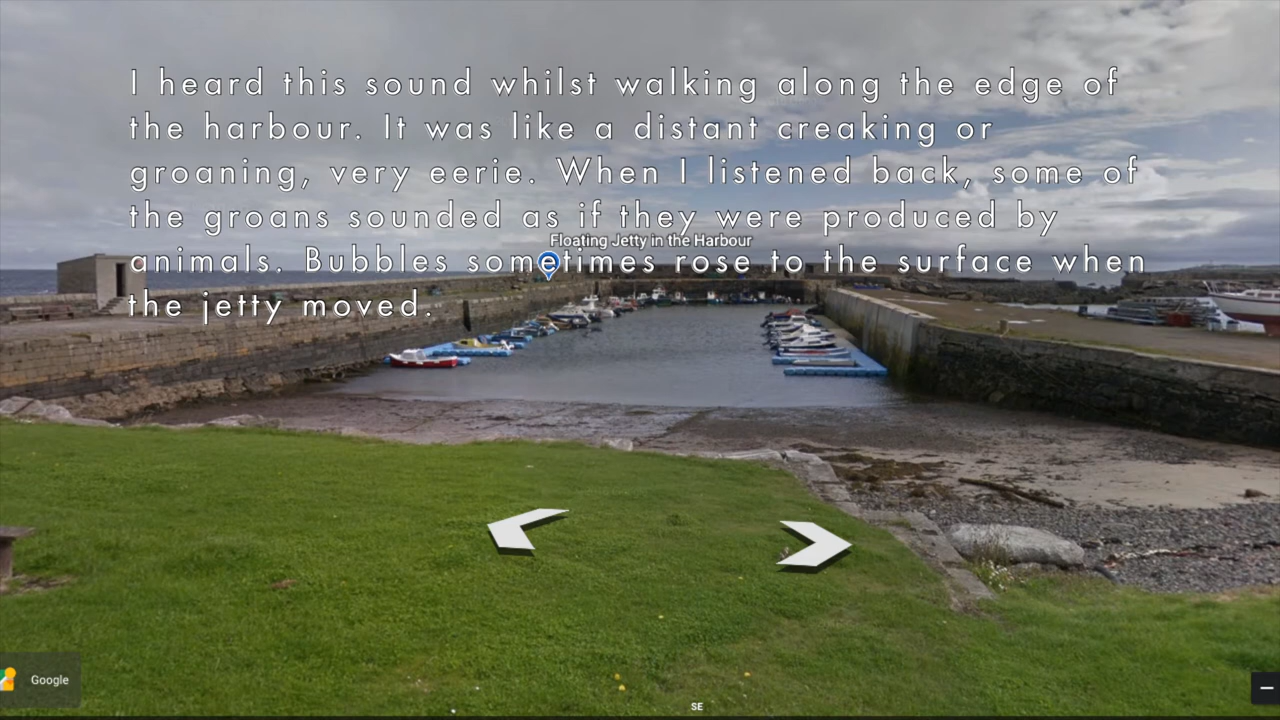 I heard this sound whilst walking along the edge of
the harbour. It was like a distant creaking or
groaning, very eerie. When I listened back, some of
the groans sounded as if they were produced by
Floating Jetty in the Harbour
animals. Bubbles sometimes rose to the surface when
the jetty moved.
Google
SE